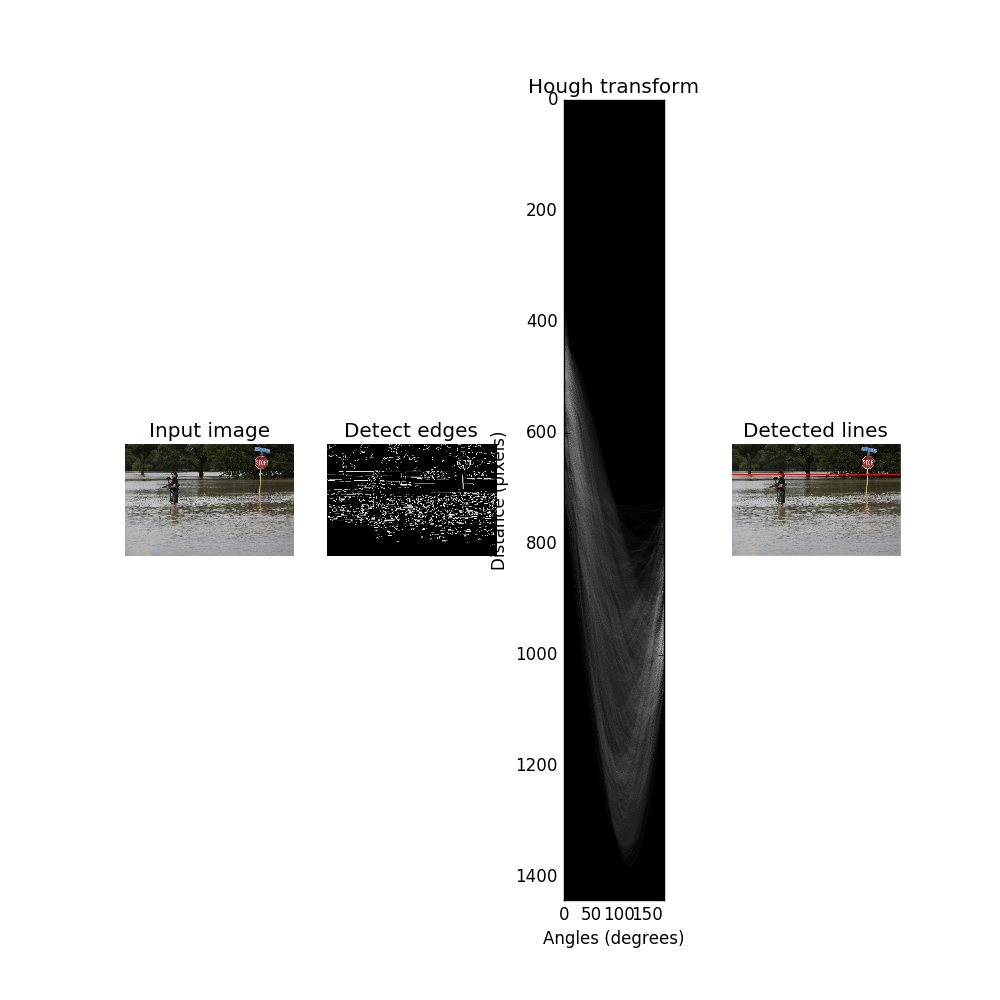 Hough transform
0
200
400
600
800
1000
1200
1400
Distance (pixels)
0 50 100 150
Angles (degrees)
Input image
STOP
Detect edges
Detected lines
STOP